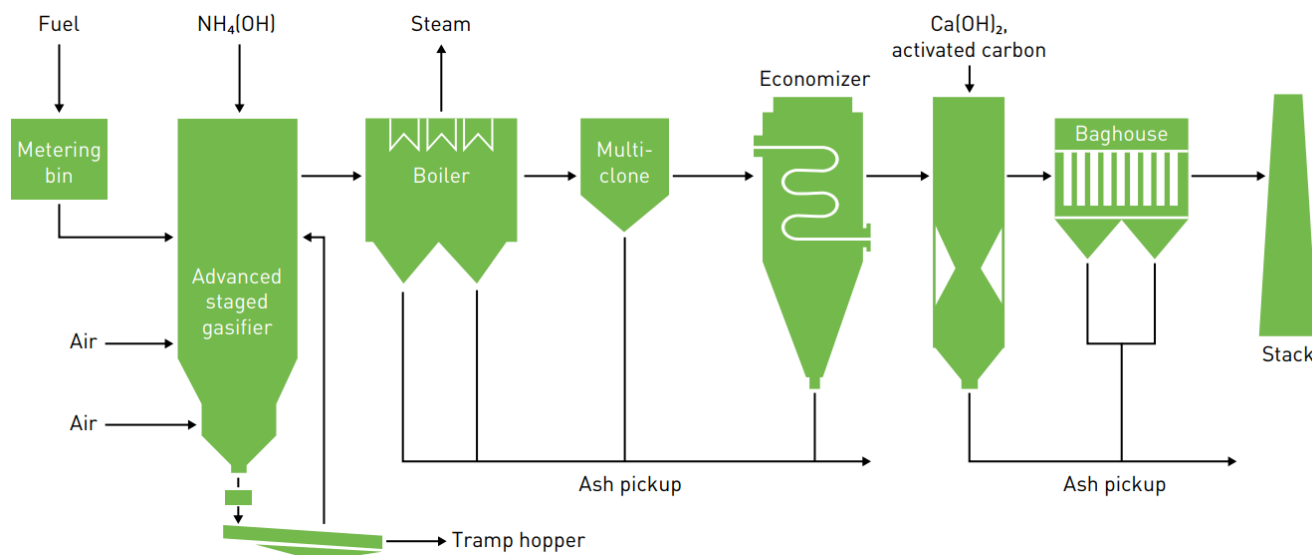 Fuel
NH₄(OH)
Steam
Ca(OH)₂,
activated carbon
Economizer
Metering
bin
Boiler
Multi-
clone
Baghouse
Advanced
staged
gasifier
Air
Air
Stack
Ash pickup
Ash pickup
Tramp hopper